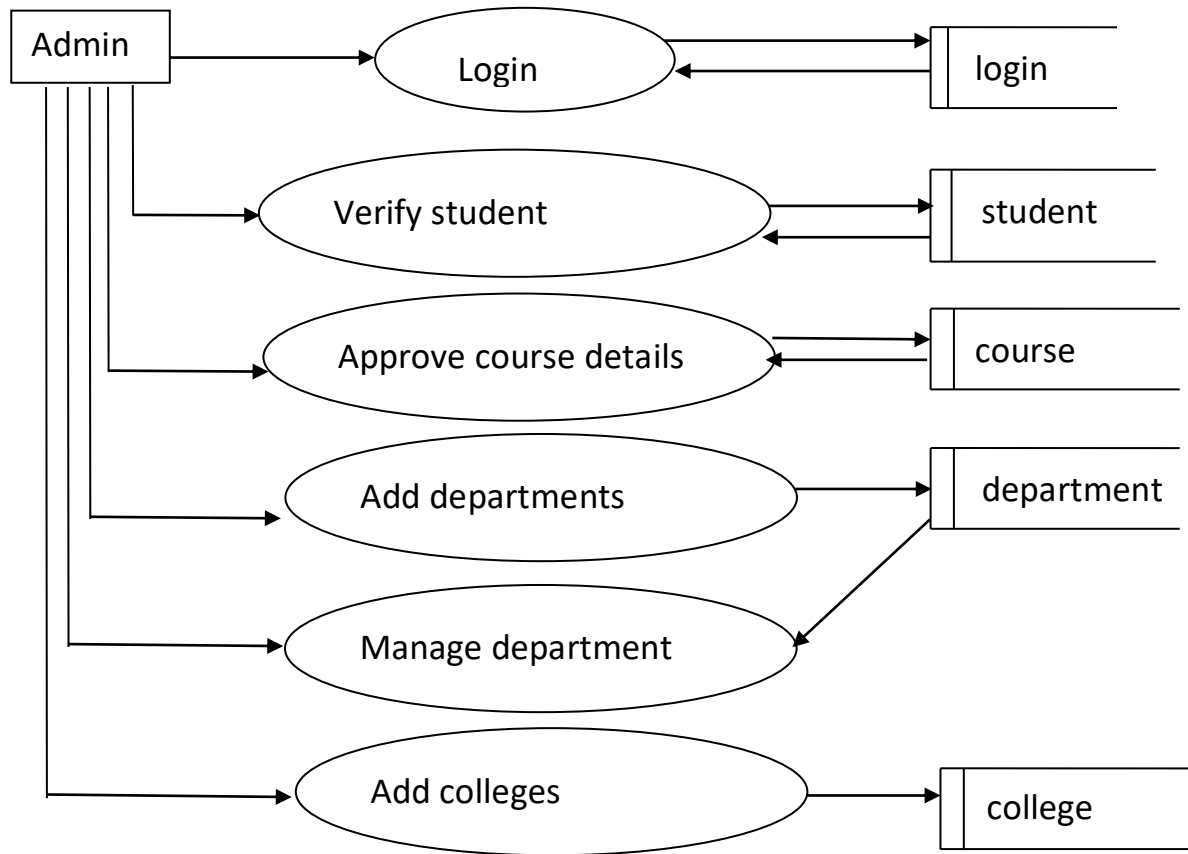 Admin
Login
login
Verify student
student
Approve course details
course
Add departments
department
Manage department
Add colleges
college